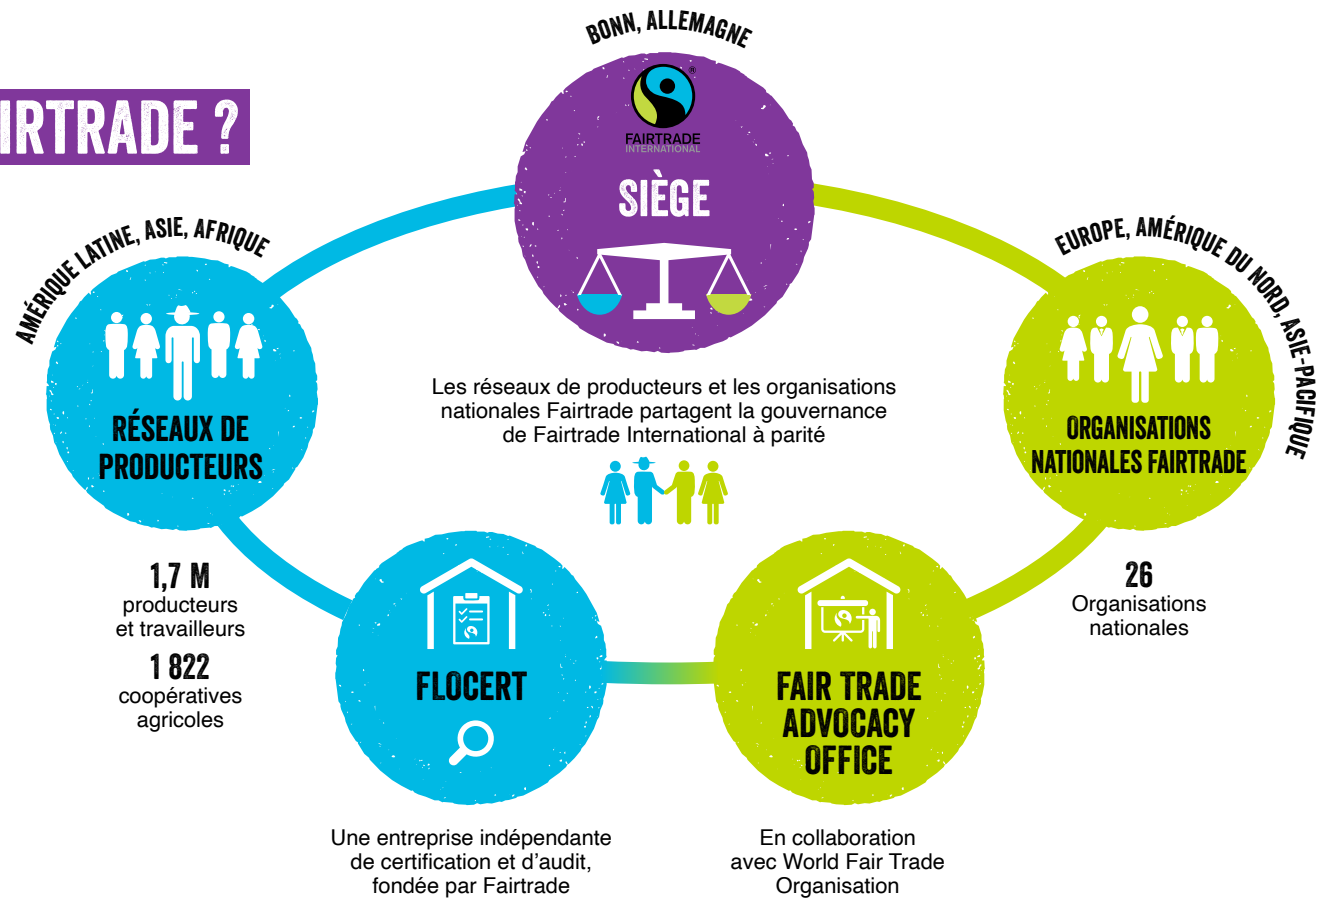 BONN, ALLEMAGNE
IRTRADE ?
FAIRTRADE
INTERNATIONAL
®
SIÈGE
AMÉRIQUE LATINE, ASIE, AFRIQUE
EUROPE, AMÉRIQUE DU NORD, ASIE-PACIFIQUE
RÉSEAUX DE
PRODUCTEURS
Les réseaux de producteurs et les organisations
nationales Fairtrade partagent la gouvernance
de Fairtrade International à parité
ORGANISATIONS
NATIONALES FAIRTRADE
1,7 M
producteurs
et travailleurs
1 822
coopératives
agricoles
26
Organisations
nationales
FLOCERT
FAIR TRADE
ADVOCACY
OFFICE
Une entreprise indépendante
de certification et d’audit,
fondée par Fairtrade
En collaboration
avec World Fair Trade
Organisation